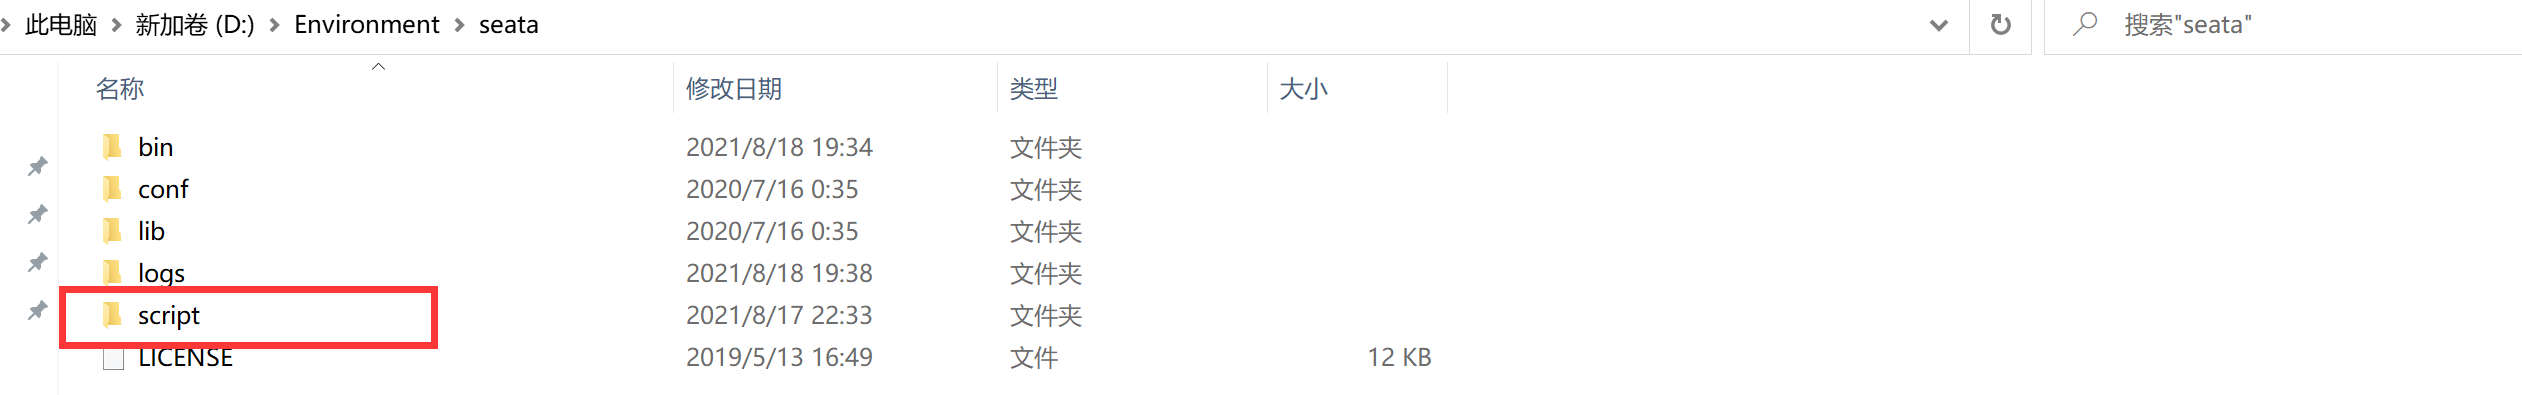 此电脑 新加卷 (D:) Environment seata 搜索"seata"
名称 修改日期 类型 大小
bin 2021/8/18 19:34 文件夹
conf 2020/7/16 0:35 文件夹
lib 2020/7/16 0:35 文件夹
logs 2021/8/18 19:38 文件夹
script 2021/8/17 22:33 文件夹
LICENSE 2019/5/13 16:49 文件 12 KB